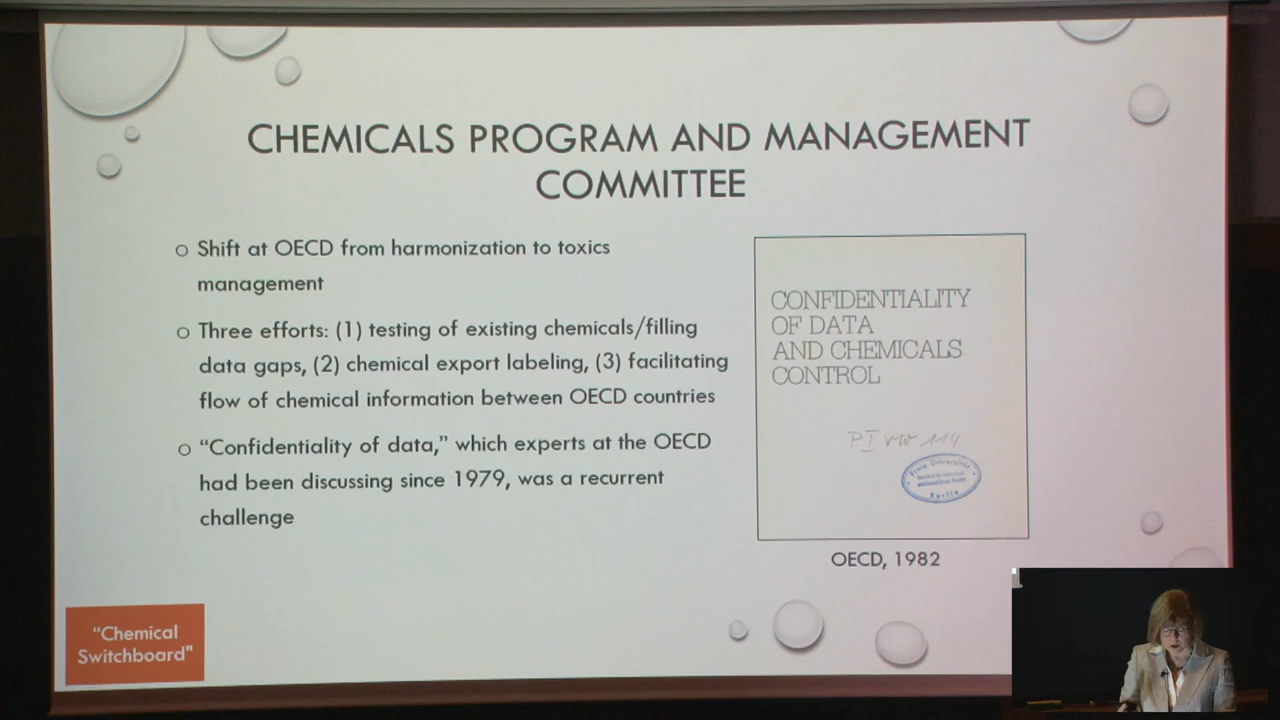 CHEMICALS PROGRAM AND MANAGEMENT
COMMITTEE
○ Shift at OECD from harmonization to toxics
management
○ Three efforts: (1) testing of existing chemicals/filling
data gaps, (2) chemical export labeling, (3) facilitating
flow of chemical information between OECD countries
○ “Confidentiality of data,” which experts at the OECD
had been discussing since 1979, was a recurrent
challenge
CONFIDENTIALITY
OF DATA
AND CHEMICALS
CONTROL
Universität
Berlin
OECD, 1982
“Chemical
Switchboard"